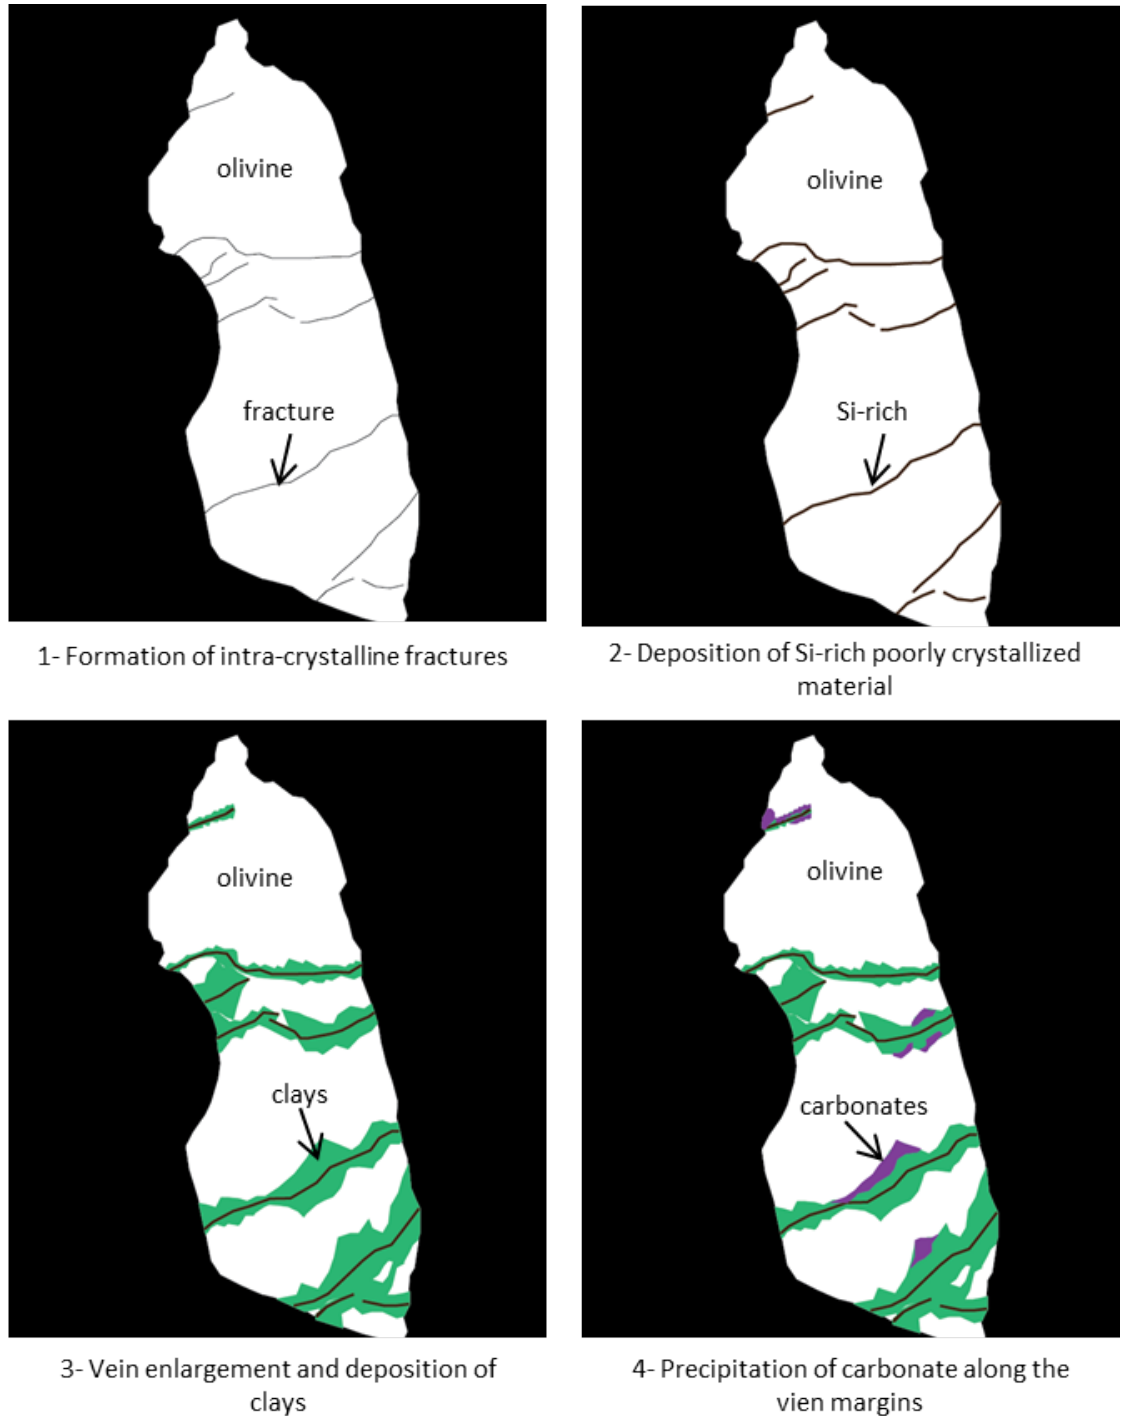 olivine
fracture
1- Formation of intra-crystalline fractures
olivine
Si-rich
2- Deposition of Si-rich poorly crystallized
material
olivine
clays
3- Vein enlargement and deposition of
clays
olivine
carbonates
4- Precipitation of carbonate along the
vien margins